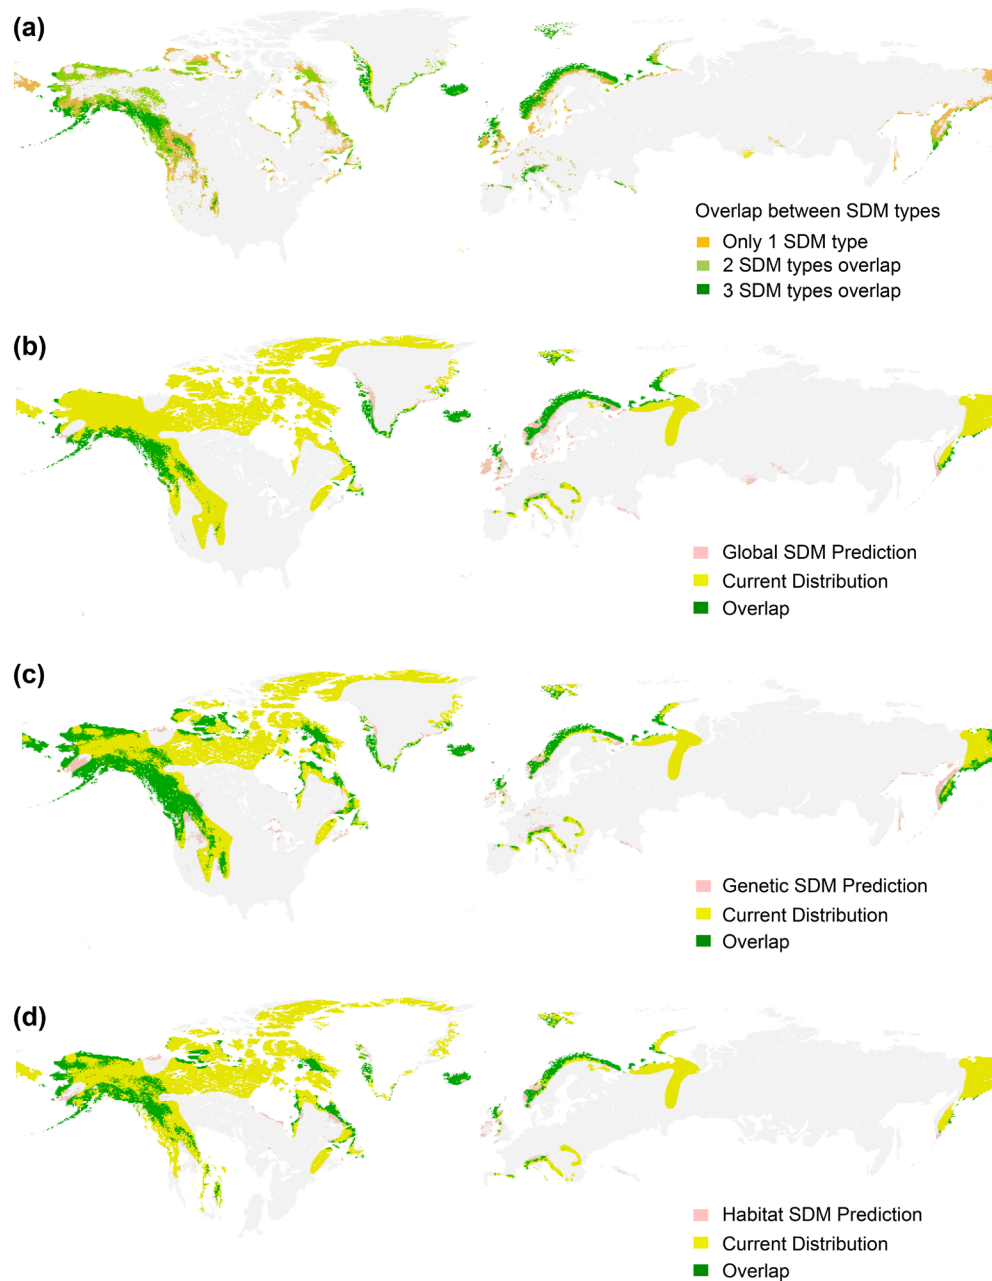 (a)
Overlap between SDM types
Only 1 SDM type
2 SDM types overlap
3 SDM types overlap
(b)
Global SDM Prediction
Current Distribution
Overlap
(c)
Genetic SDM Prediction
Current Distribution
Overlap
(d)
Habitat SDM Prediction
Current Distribution
Overlap